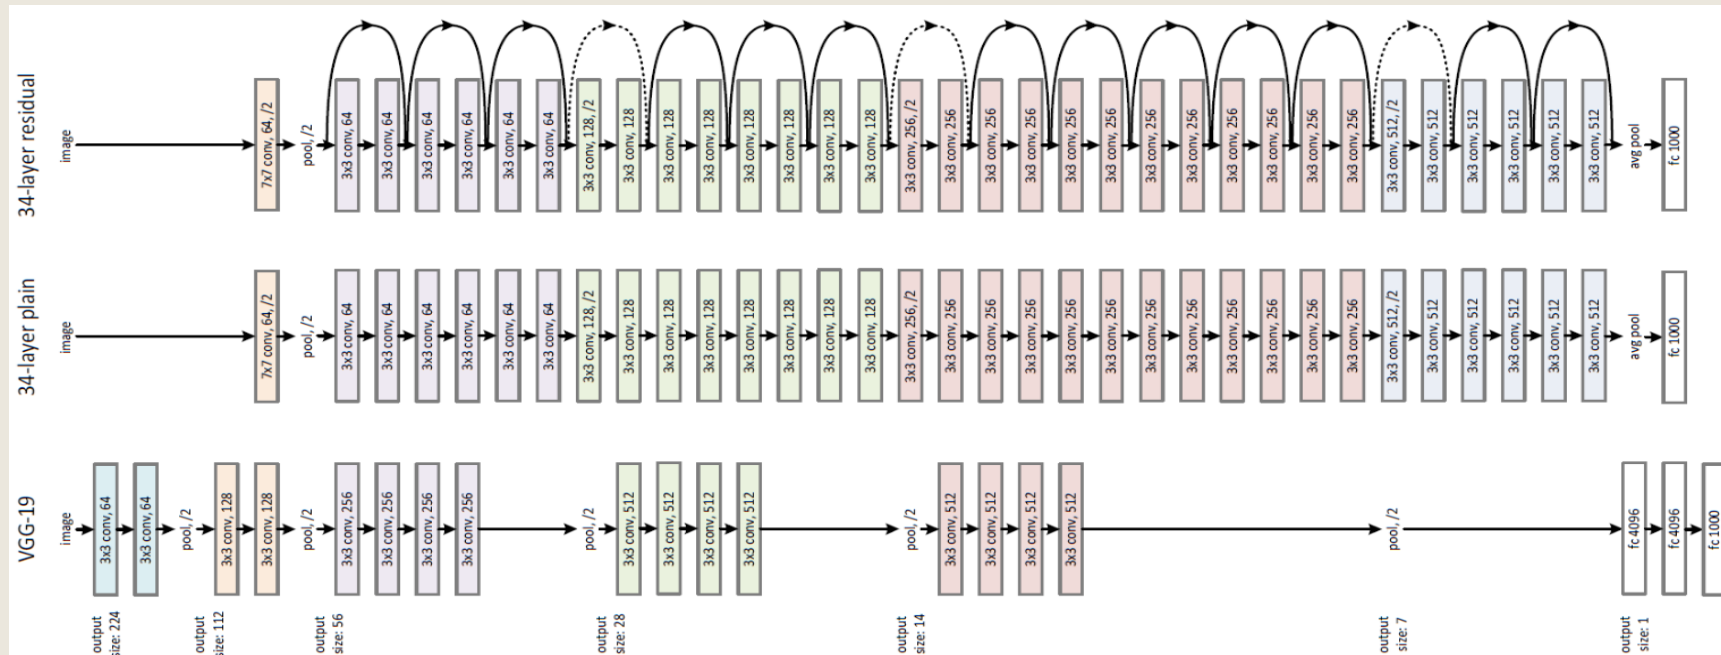 34-layer residual
image
7x7 conv, 64, /2
pool, /2
3x3 conv, 64
3x3 conv, 64
3x3 conv, 64
3x3 conv, 64
3x3 conv, 64
3x3 conv, 64
3x3 conv, 128, /2
3x3 conv, 128
3x3 conv, 128
3x3 conv, 128
3x3 conv, 128
3x3 conv, 128
3x3 conv, 128
3x3 conv, 128
3x3 conv, 256, /2
3x3 conv, 256
3x3 conv, 256
3x3 conv, 256
3x3 conv, 256
3x3 conv, 256
3x3 conv, 256
3x3 conv, 256
3x3 conv, 256
3x3 conv, 256
3x3 conv, 256
3x3 conv, 256
3x3 conv, 512, /2
3x3 conv, 512
3x3 conv, 512
3x3 conv, 512
3x3 conv, 512
3x3 conv, 512
avg pool
fc 1000
34-layer plain
image
7x7 conv, 64, /2
pool, /2
3x3 conv, 64
3x3 conv, 64
3x3 conv, 64
3x3 conv, 64
3x3 conv, 64
3x3 conv, 64
3x3 conv, 128, /2
3x3 conv, 128
3x3 conv, 128
3x3 conv, 128
3x3 conv, 128
3x3 conv, 128
3x3 conv, 128
3x3 conv, 128
3x3 conv, 256, /2
3x3 conv, 256
3x3 conv, 256
3x3 conv, 256
3x3 conv, 256
3x3 conv, 256
3x3 conv, 256
3x3 conv, 256
3x3 conv, 256
3x3 conv, 256
3x3 conv, 256
3x3 conv, 256
3x3 conv, 512, /2
3x3 conv, 512
3x3 conv, 512
3x3 conv, 512
3x3 conv, 512
3x3 conv, 512
avg pool
fc 1000
VGG-19
image
3x3 conv, 64
3x3 conv, 64
pool, /2
3x3 conv, 128
3x3 conv, 128
pool, /2
3x3 conv, 256
3x3 conv, 256
3x3 conv, 256
3x3 conv, 256
pool, /2
3x3 conv, 512
3x3 conv, 512
3x3 conv, 512
3x3 conv, 512
pool, /2
3x3 conv, 512
3x3 conv, 512
3x3 conv, 512
3x3 conv, 512
pool, /2
fc 4096
fc 4096
fc 1000
output
size: 224
output
size: 112
output
size: 56
output
size: 28
output
size: 14
output
size: 7
output
size: 1